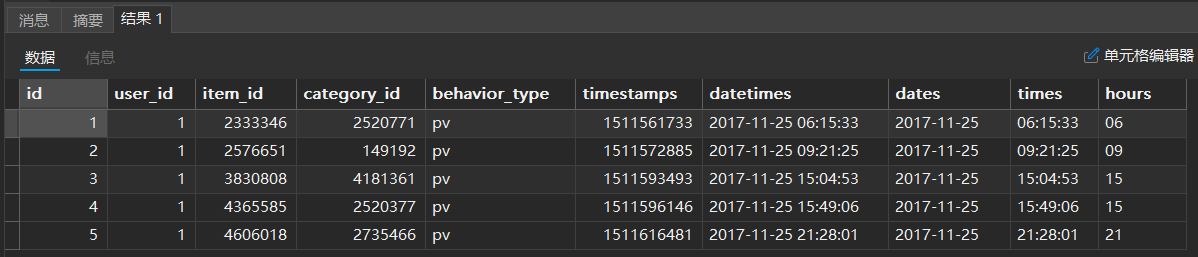 消息 摘要 结果 1
数据 信息 单元格编辑器
id user_id item_id category_id behavior_type timestamps datetimes dates times hours
1 1 2333346 2520771 pv 1511561733 2017-11-25 06:15:33 2017-11-25 06:15:33 06
2 1 2576651 149192 pv 1511572885 2017-11-25 09:21:25 2017-11-25 09:21:25 09
3 1 3830808 4181361 pv 1511593493 2017-11-25 15:04:53 2017-11-25 15:04:53 15
4 1 4365585 2520377 pv 1511596146 2017-11-25 15:49:06 2017-11-25 15:49:06 15
5 1 4606018 2735466 pv 1511616481 2017-11-25 21:28:01 2017-11-25 21:28:01 21